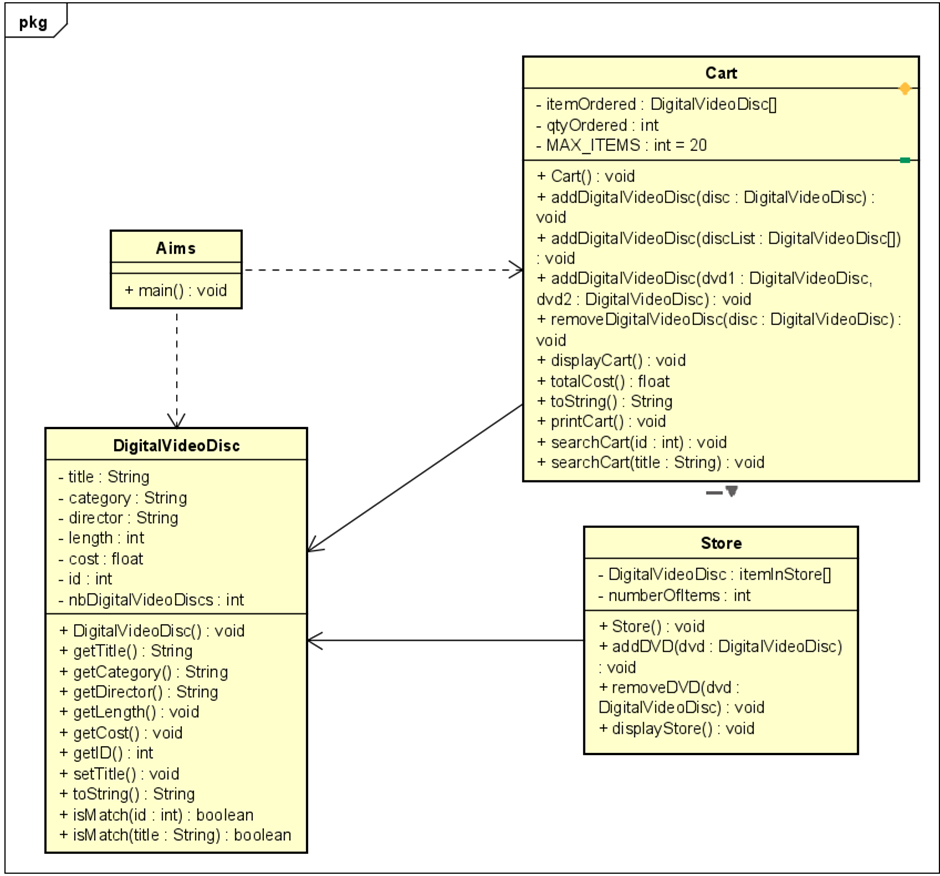 pkg
Cart
- itemOrdered : DigitalVideoDisc[]
- qtyOrdered : int
- MAX_ITEMS : int = 20
+ Cart() : void
+ addDigitalVideoDisc(disc : DigitalVideoDisc) :
void
+ addDigitalVideoDisc(discList : DigitalVideoDisc[])
: void
+ addDigitalVideoDisc(dvd1 : DigitalVideoDisc,
dvd2 : DigitalVideoDisc) : void
+ removeDigitalVideoDisc(disc : DigitalVideoDisc) :
void
+ displayCart() : void
+ totalCost() : float
+ toString() : String
+ printCart() : void
+ searchCart(id : int) : void
+ searchCart(title : String) : void
Aims
+ main() : void
DigitalVideoDisc
- title : String
- category : String
- director : String
- length : int
- cost : float
- id : int
- nbDigitalVideoDiscs : int
+ DigitalVideoDisc() : void
+ getTitle() : String
+ getCategory() : String
+ getDirector() : String
+ getLength() : void
+ getCost() : void
+ getID() : int
+ setTitle() : void
+ toString() : String
+ isMatch(id : int) : boolean
+ isMatch(title : String) : boolean
Store
- DigitalVideoDisc : itemInStore[]
- numberOfItems : int
+ Store() : void
+ addDVD(dvd : DigitalVideoDisc)
: void
+ removeDVD(dvd :
DigitalVideoDisc) : void
+ displayStore() : void